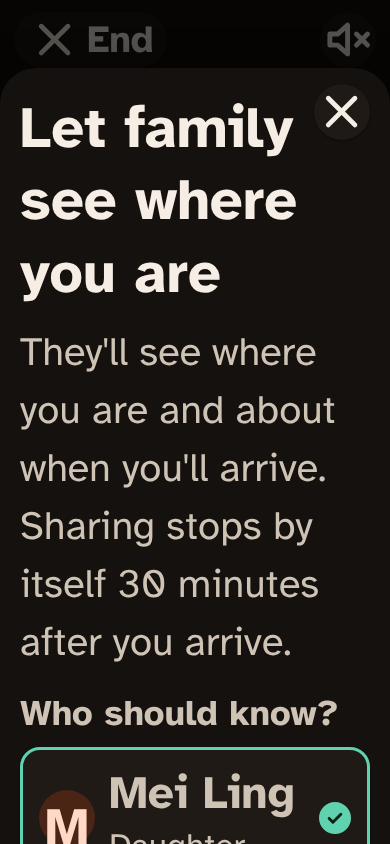 End
Let family
see where
you are
They'll see where
you are and about
when you'll arrive.
Sharing stops by
itself 30 minutes
after you arrive.
Who should know?
M
Mei Ling
Daughter